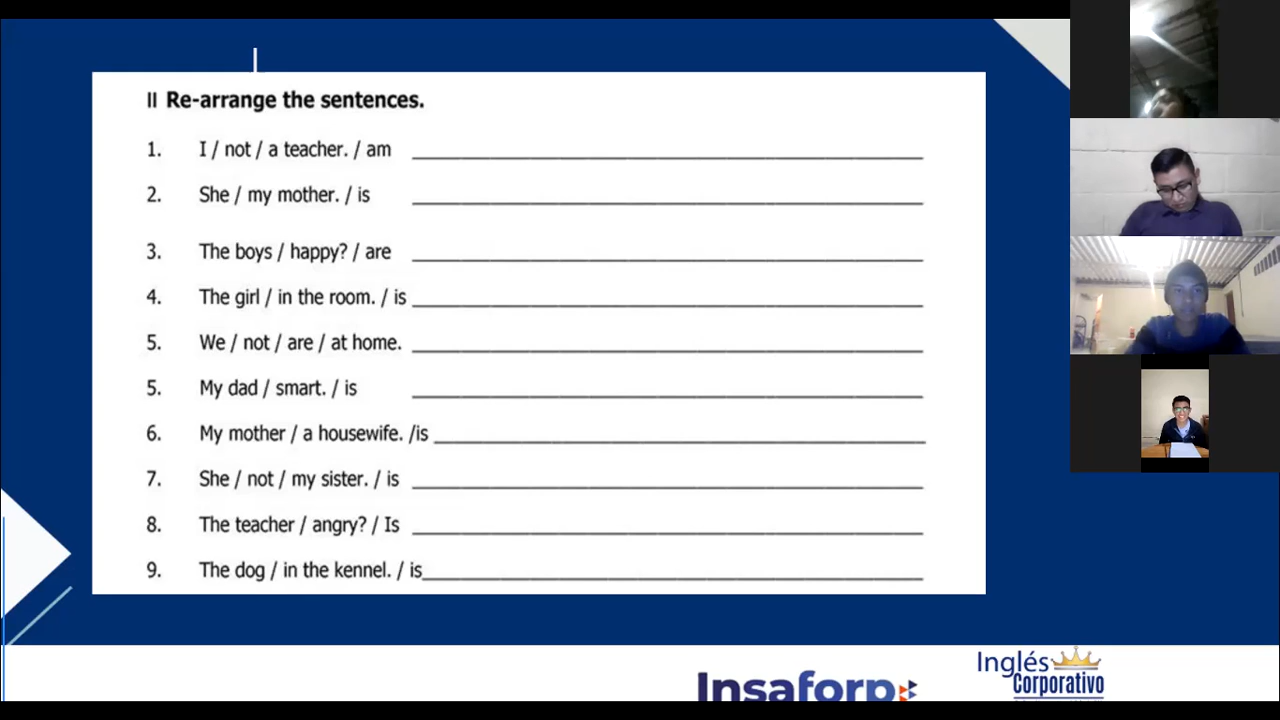 II Re-arrange the sentences.
1. I / not / a teacher. / am
2. She / my mother. / is
3. The boys / happy? / are
4. The girl / in the room. / is
5. We / not / are / at home.
5. My dad / smart. / is
6. My mother / a housewife. /is
7. She / not / my sister. / is
8. The teacher / angry? / Is
9. The dog / in the kennel. / is
Insaforp
Inglés
Corporativo